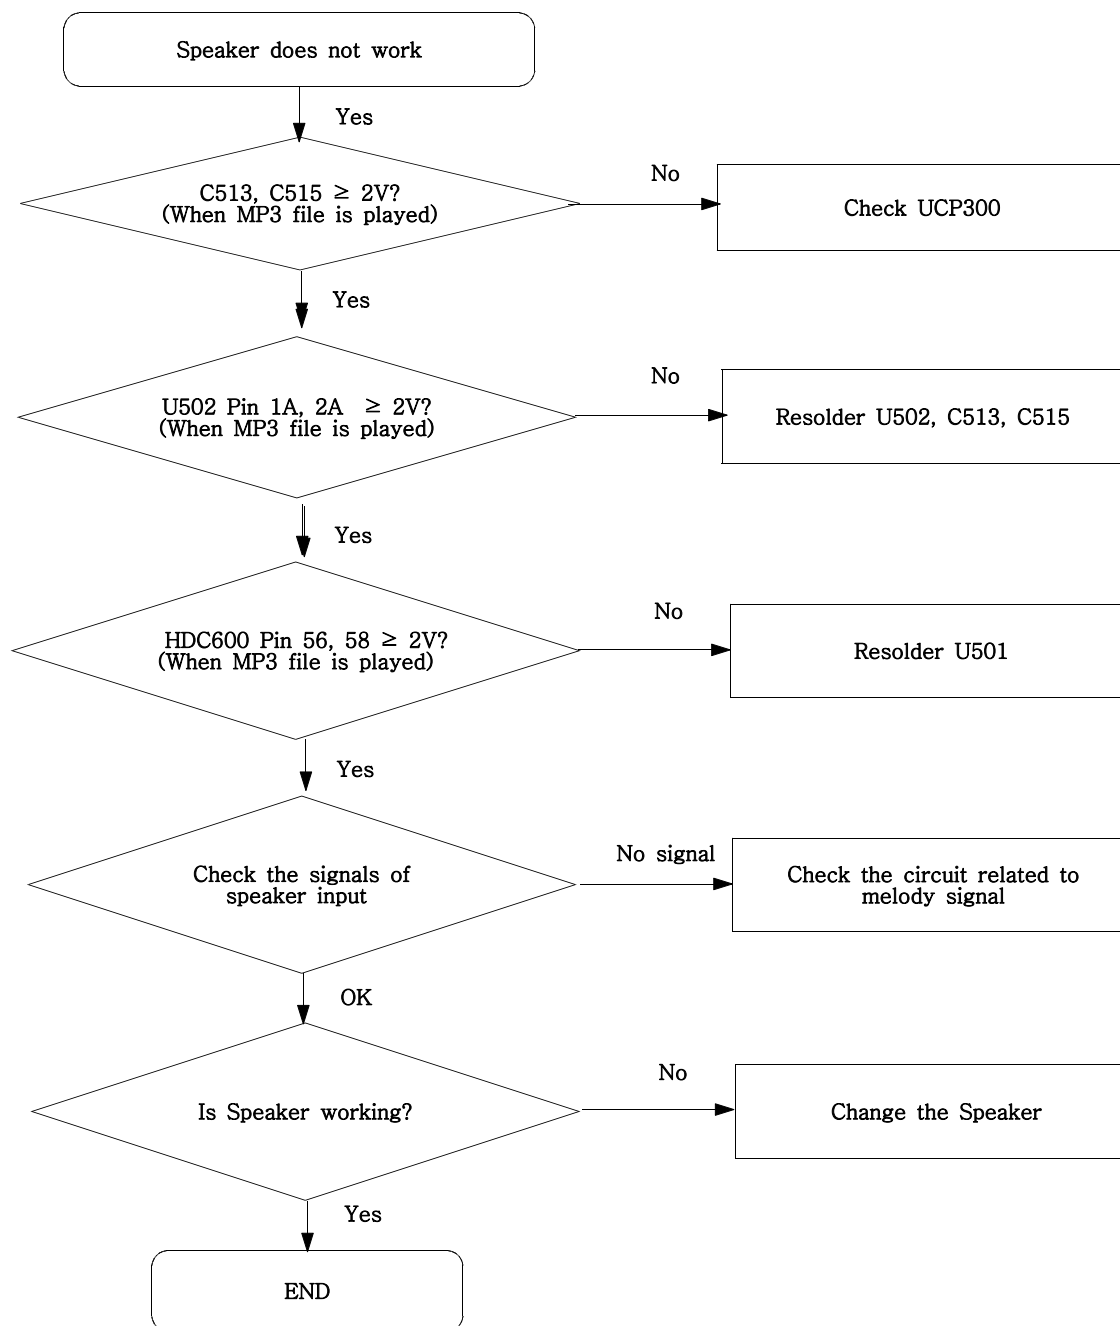 Speaker does not work
Yes
C513, C515 ≥ 2V?
(When MP3 file is played)
No
Check UCP300
Yes
U502 Pin 1A, 2A ≥ 2V?
(When MP3 file is played)
No
Resolder U502, C513, C515
Yes
HDC600 Pin 56, 58 ≥ 2V?
(When MP3 file is played)
No
Resolder U501
Yes
Check the signals of
speaker input
No signal
Check the circuit related to
melody signal
OK
Is Speaker working?
No
Change the Speaker
Yes
END